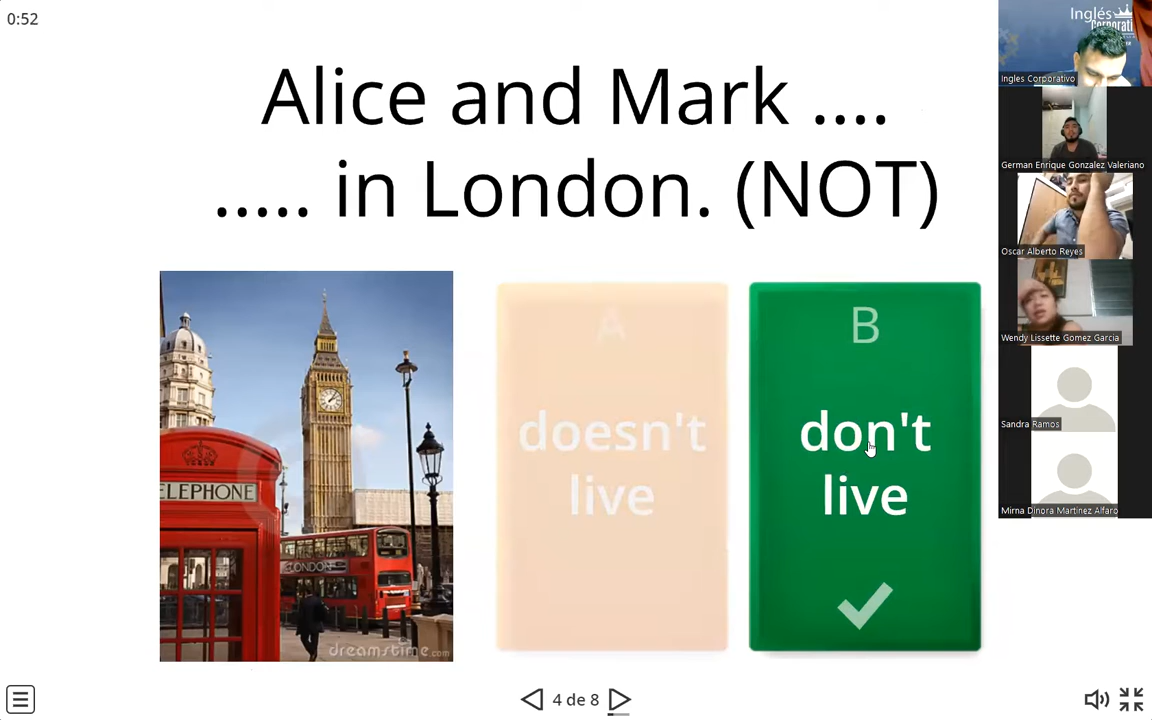 0:52
Alice and Mark ....
..... in London. (NOT)
A
doesn't
live
B
don't
live
ELEPHONE
LONDON
dreamstime.com
4 de 8
Inglés
Ingles Corporativo
German Enrique Gonzalez Valeriano
Oscar Alberto Reyes
Wendy Lissette Gomez Garcia
Sandra Ramos
Mirna Dinora Martinez Alfaro